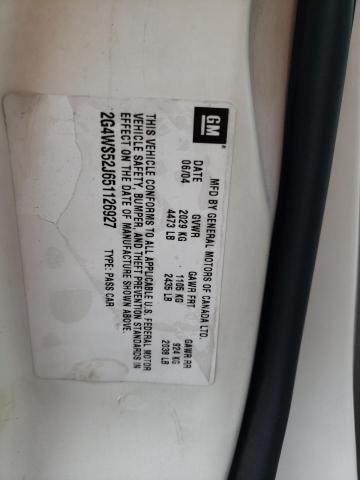 GM
MFD BY GENERAL MOTORS OF CANADA LTD.
DATE GVWR GAWR FRT GAWR RR
06/04 2029 KG 1105 KG 924 KG
4473 LB 2435 LB 2038 LB
THIS VEHICLE CONFORMS TO ALL APPLICABLE U.S. FEDERAL MOTOR
VEHICLE SAFETY, BUMPER, AND THEFT PREVENTION STANDARDS IN
EFFECT ON THE DATE OF MANUFACTURE SHOWN ABOVE.
2G4WS52J651126927 TYPE: PASS CAR